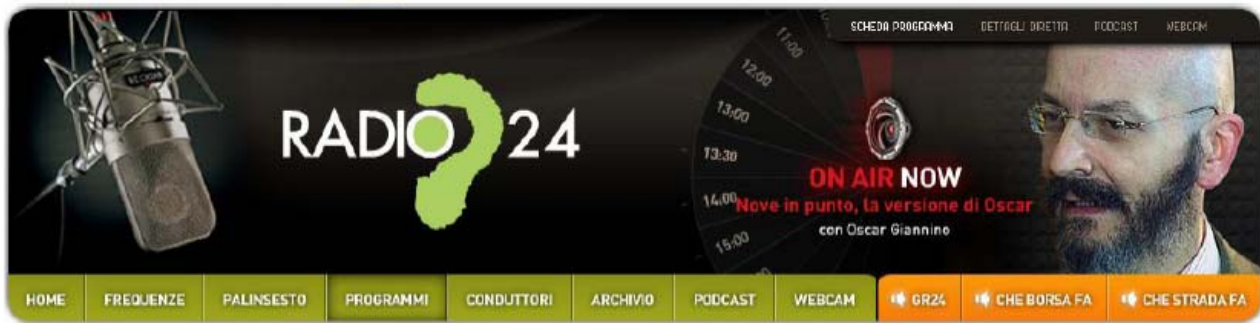 SCHEDA PROGRAMMA DETTAGLI DIRETTA PODCAST WEBCAM
RADIO 24
11:00
12:00
13:00
13:30
14:00
15:00
ON AIR NOW
Nove in punto, la versione di Oscar
con Oscar Giannino
HOME FREQUENZE PALINSESTO PROGRAMMI CONDUTTORI ARCHIVIO PODCAST WEBCAM GR24 CHE BORSA FA CHE STRADA FA